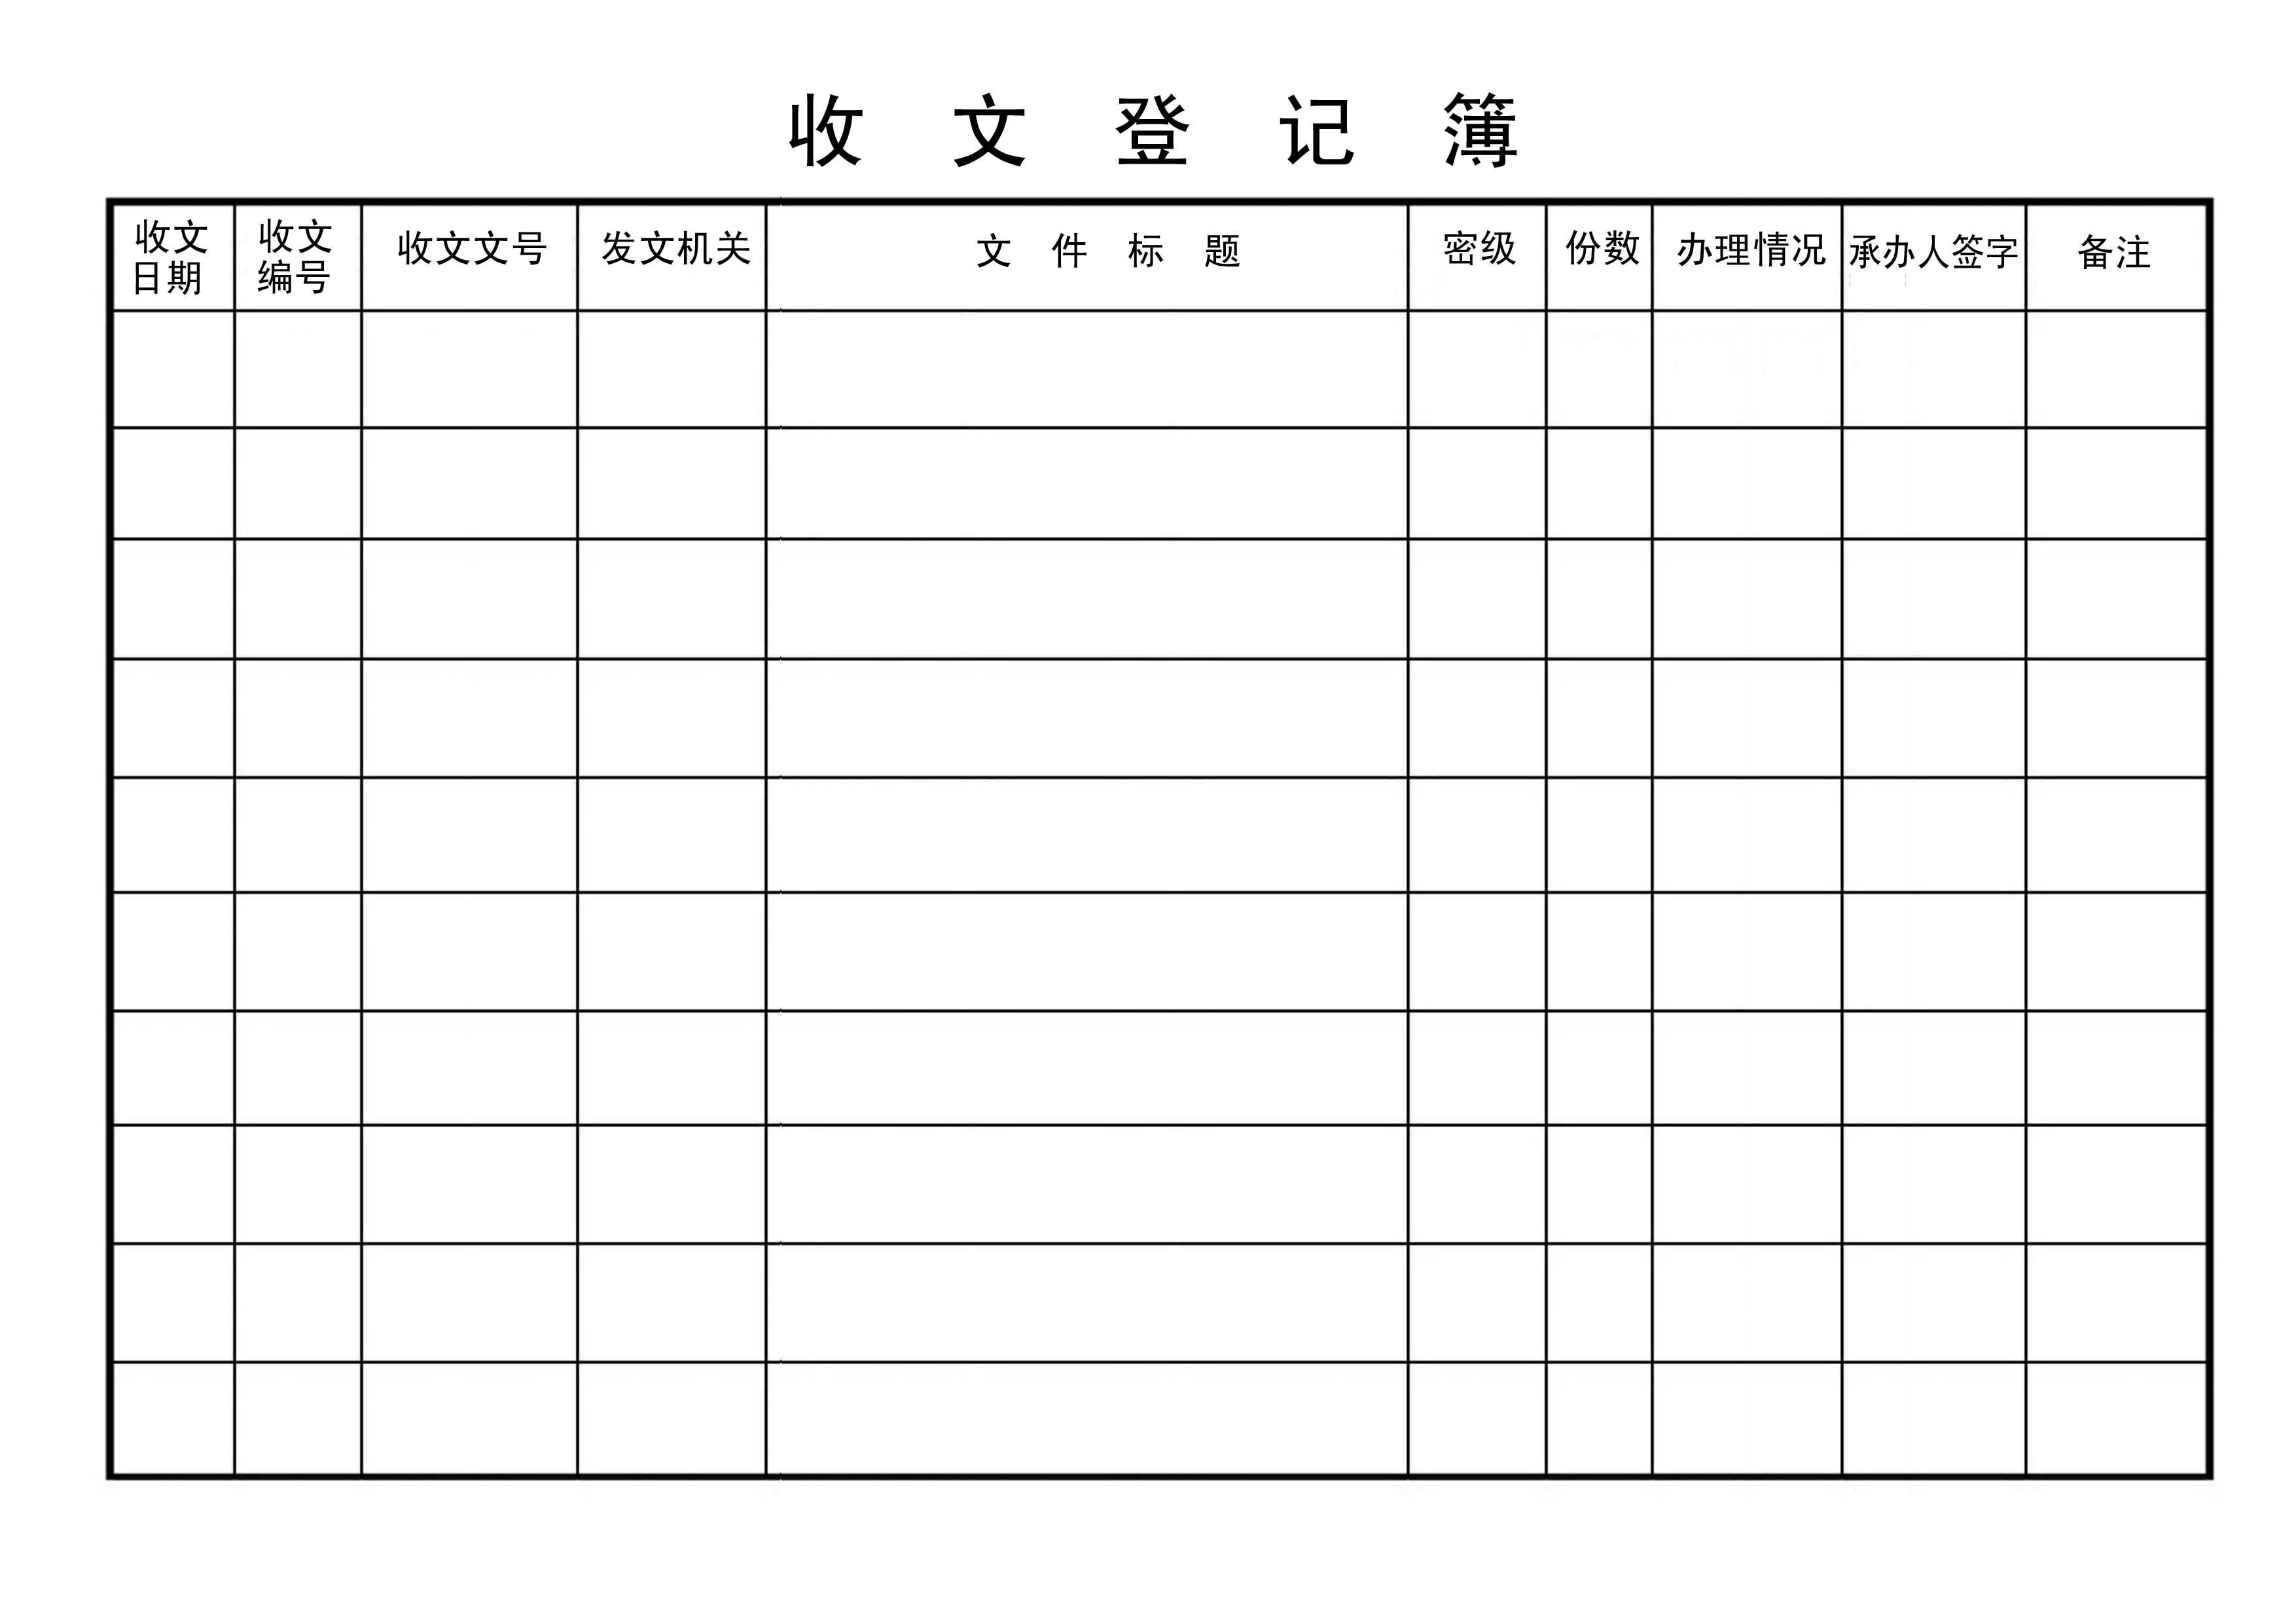 收文登记簿
收文
日期
收文
编号
收文文号
发文机关
文件标题
密级
份数
办理情况
承办人签字
备注